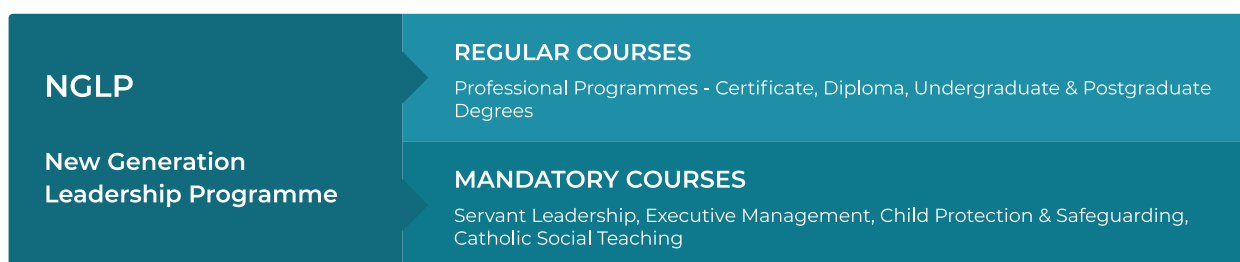 NGLP
New Generation
Leadership Programme
REGULAR COURSES
Professional Programmes - Certificate, Diploma, Undergraduate & Postgraduate
Degrees
MANDATORY COURSES
Servant Leadership, Executive Management, Child Protection & Safeguarding,
Catholic Social Teaching